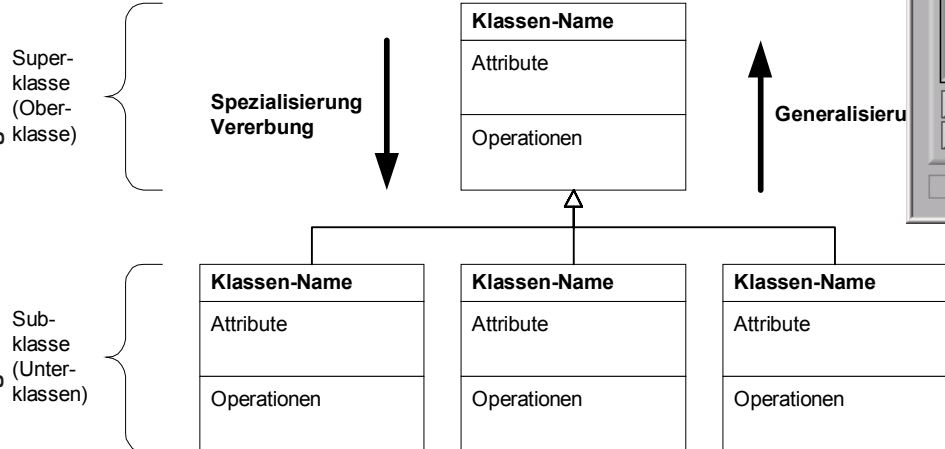 Klassen-Name
Attribute
Operationen
Super-
klasse
(Ober-
klasse)
Spezialisierung
Vererbung
Generalisieru
Klassen-Name
Attribute
Operationen
Klassen-Name
Attribute
Operationen
Klassen-Name
Attribute
Operationen
Sub-
klasse
(Unter-
klassen)